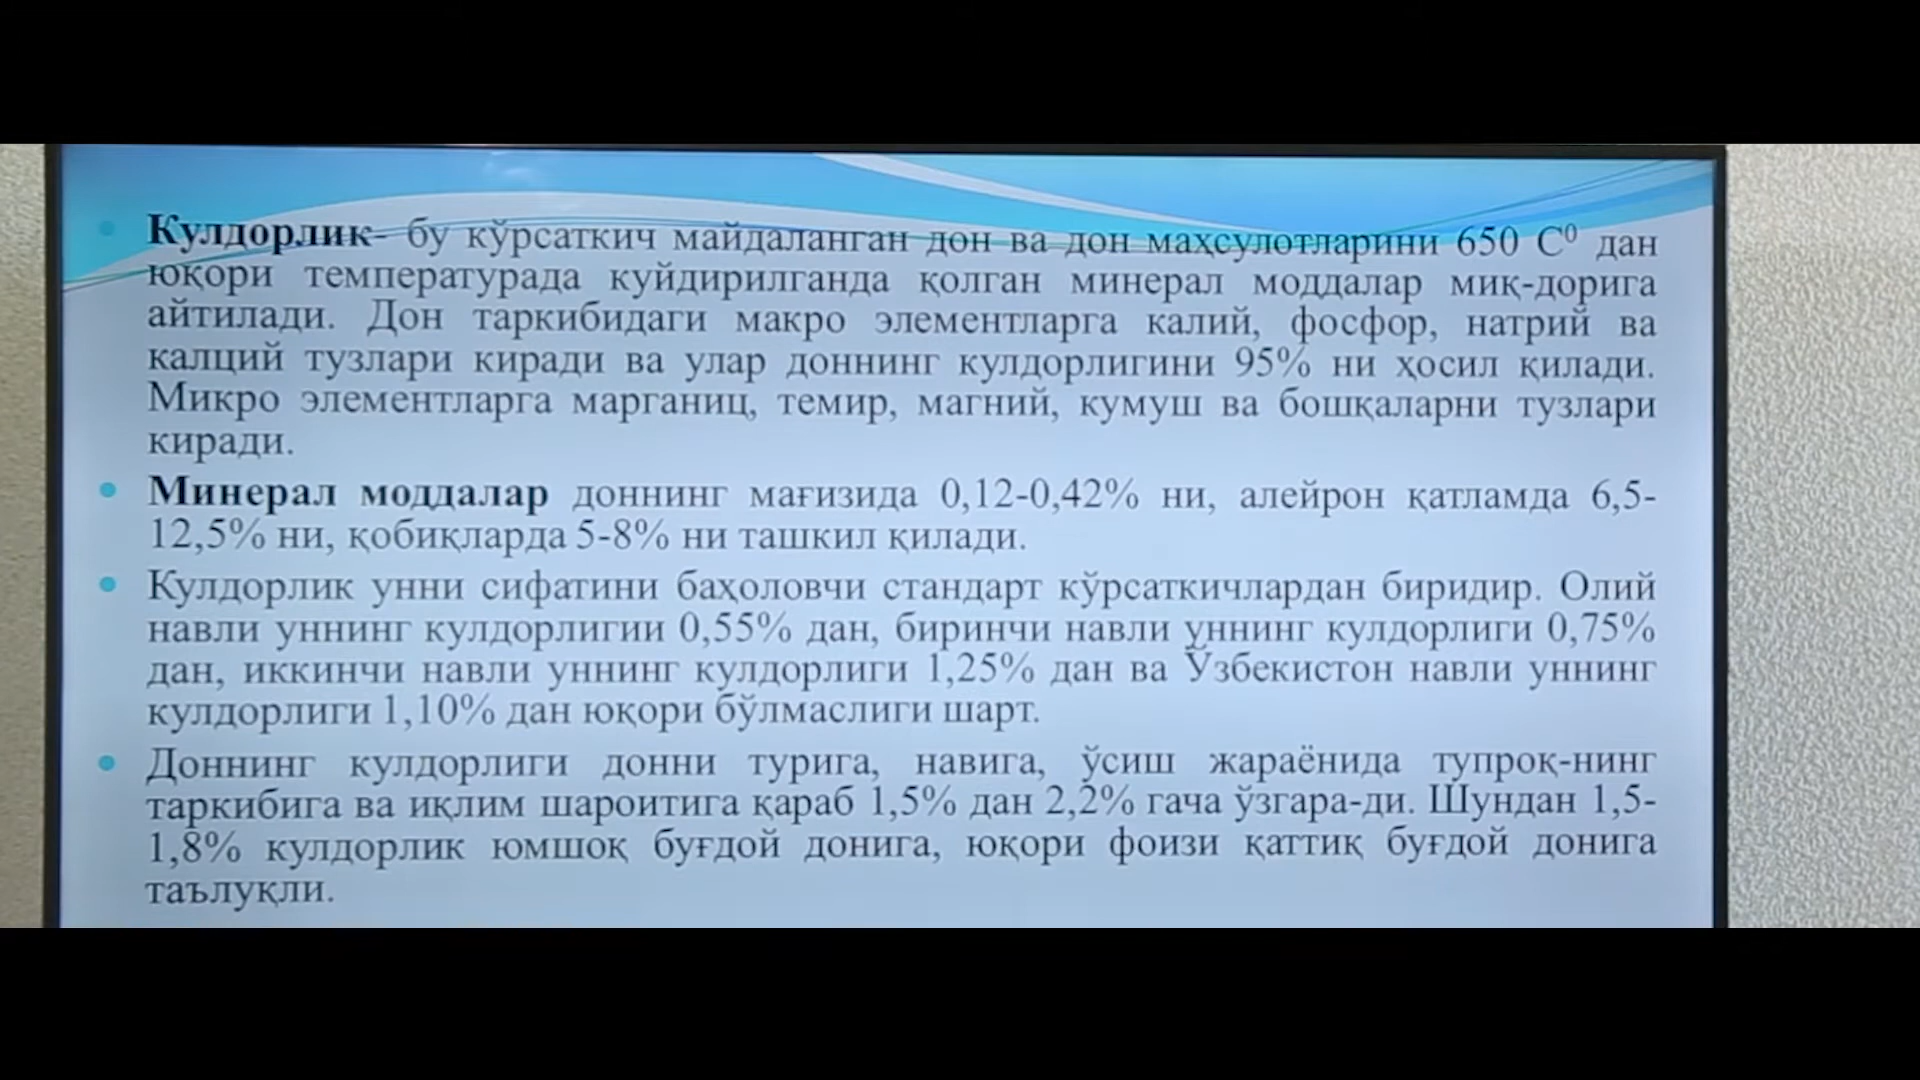 Кулдорлик- бу кўрсаткич майдаланган дон ва дон маҳсулотларини 650 С⁰ дан
юқори температурада куйдирилганда қолган минерал моддалар миқ-дорига
айтилади. Дон таркибидаги макро элементларга калий, фосфор, натрий ва
калций тузлари киради ва улар доннинг кулдорлигини 95% ни ҳосил қилади.
Микро элементларга марганиц, темир, магний, кумуш ва бошқаларни тузлари
киради.
Минерал моддалар доннинг мағизида 0,12-0,42% ни, алейрон қатламда 6,5-
12,5% ни, қобиқларда 5-8% ни ташкил қилади.
Кулдорлик унни сифатини баҳоловчи стандарт кўрсаткичлардан биридир. Олий
навли уннинг кулдорлигии 0,55% дан, биринчи навли уннинг кулдорлиги 0,75%
дан, иккинчи навли уннинг кулдорлиги 1,25% дан ва Ўзбекистон навли уннинг
кулдорлиги 1,10% дан юқори бўлмаслиги шарт.
Доннинг кулдорлиги донни турига, навига, ўсиш жараёнида тупроқ-нинг
таркибига ва иқлим шароитига қараб 1,5% дан 2,2% гача ўзгара-ди. Шундан 1,5-
1,8% кулдорлик юмшоқ буғдой донига, юқори фоизи қаттиқ буғдой донига
таълуқли.